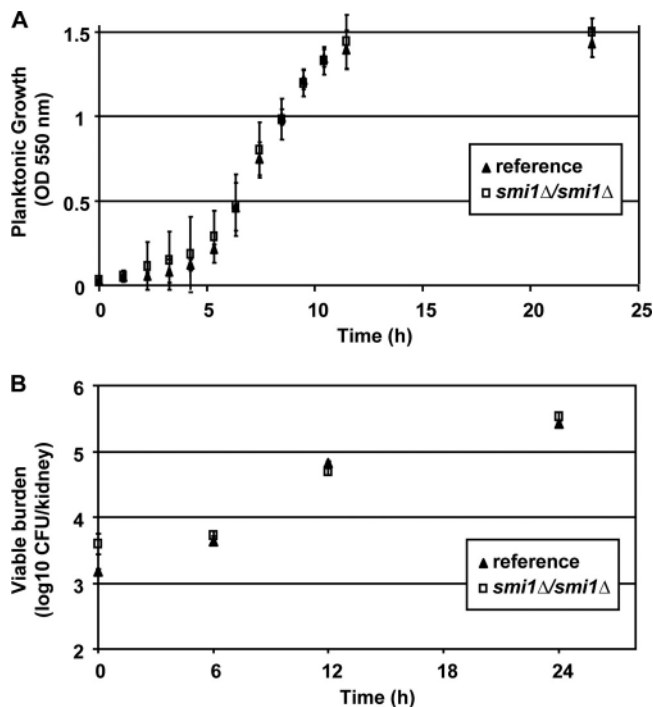 A
Planktonic Growth
(OD 550 nm)
1.5
1
0.5
0
reference
smi1Δ/smi1Δ
0 5 10 15 20 25
Time (h)
B
Viable burden
(log10 CFU/kidney)
6
5
4
3
2
reference
smi1Δ/smi1Δ
0 6 12 18 24
Time (h)